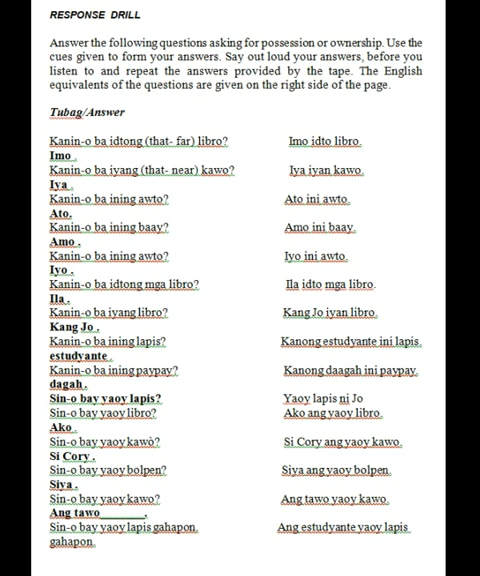 RESPONSE DRILL
Answer the following questions asking for possession or ownership. Use the
cues given to form your answers. Say out loud your answers, before you
listen to and repeat the answers provided by the tape. The English
equivalents of the questions are given on the right side of the page.
Tubag/Answer
Kanin-o ba idtong (that- far) libro? Imo idto libro.
Imo .
Kanin-o ba iyang (that- near) kawo? Iya iyan kawo.
Iya .
Kanin-o ba ining awto? Ato ini awto.
Ato.
Kanin-o ba ining baay? Amo ini baay.
Amo .
Kanin-o ba ining awto? Iyo ini awto.
Iyo .
Kanin-o ba idtong mga libro? Ila idto mga libro.
Ila .
Kanin-o ba iyang libro? Kang Jo iyan libro.
Kang Jo .
Kanin-o ba ining lapis? Kanong estudyante ini lapis.
estudyante .
Kanin-o ba ining paypay? Kanong daagah ini paypay.
dagah .
Sin-o bay yaoy lapis? Yaoy lapis ni Jo
Sin-o bay yaoy libro? Ako ang yaoy libro.
Ako .
Sin-o bay yaoy kawò? Si Cory ang yaoy kawo.
Si Cory .
Sin-o bay yaoy bolpen? Siya ang yaoy bolpen.
Siya .
Sin-o bay yaoy kawo? Ang tawo yaoy kawo.
Ang tawo_______.
Sin-o bay yaoy lapis gahapon. Ang estudyante yaoy lapis
gahapon.